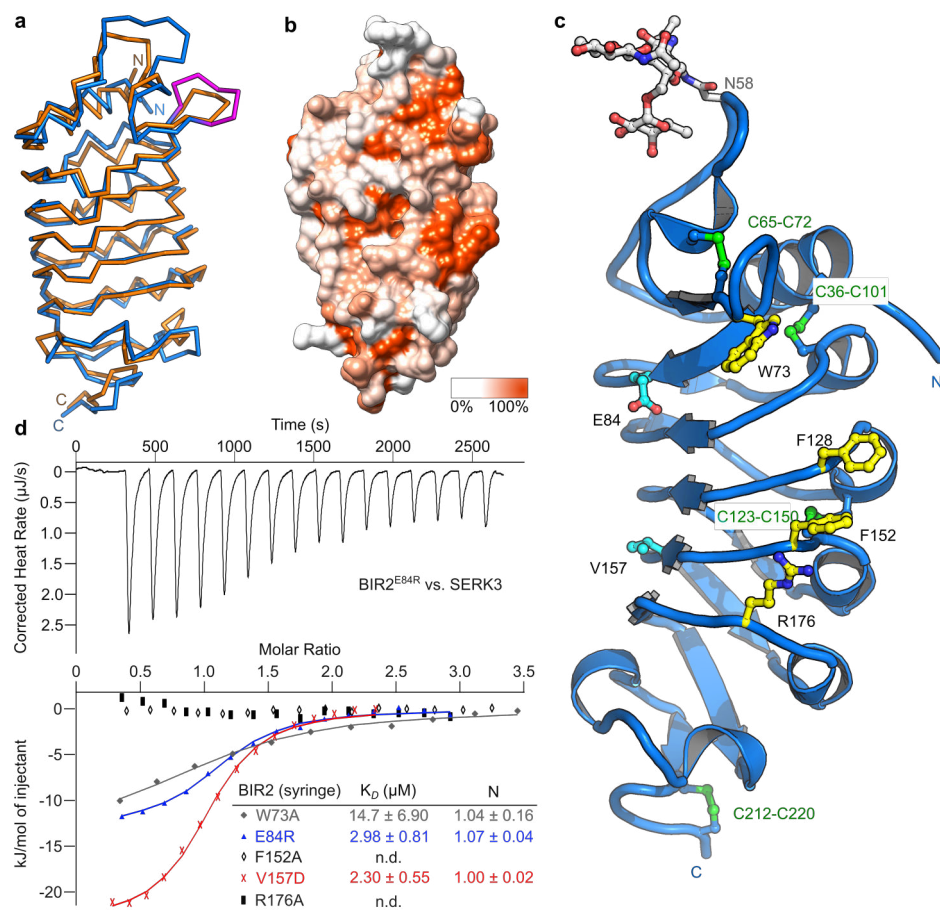 a
N
N
C
C
b
0% 100%
c
N58
C65-C72
C36-C101
N
W73
E84
F128
C123-C150
F152
V157
R176
C212-C220
C
d
Time (s)
0 500 1000 1500 2000 2500
Corrected Heat Rate (µJ/s)
0
0.5
1.0
1.5
2.0
2.5
BIR2E84R vs. SERK3
Molar Ratio
0 0.5 1.0 1.5 2.0 2.5 3.0 3.5
kJ/mol of injectant
0
-5
-10
-15
-20
BIR2 (syringe) KD (µM) N
W73A 14.7 ± 6.90 1.04 ± 0.16
E84R 2.98 ± 0.81 1.07 ± 0.04
F152A n.d.
V157D 2.30 ± 0.55 1.00 ± 0.02
R176A n.d.